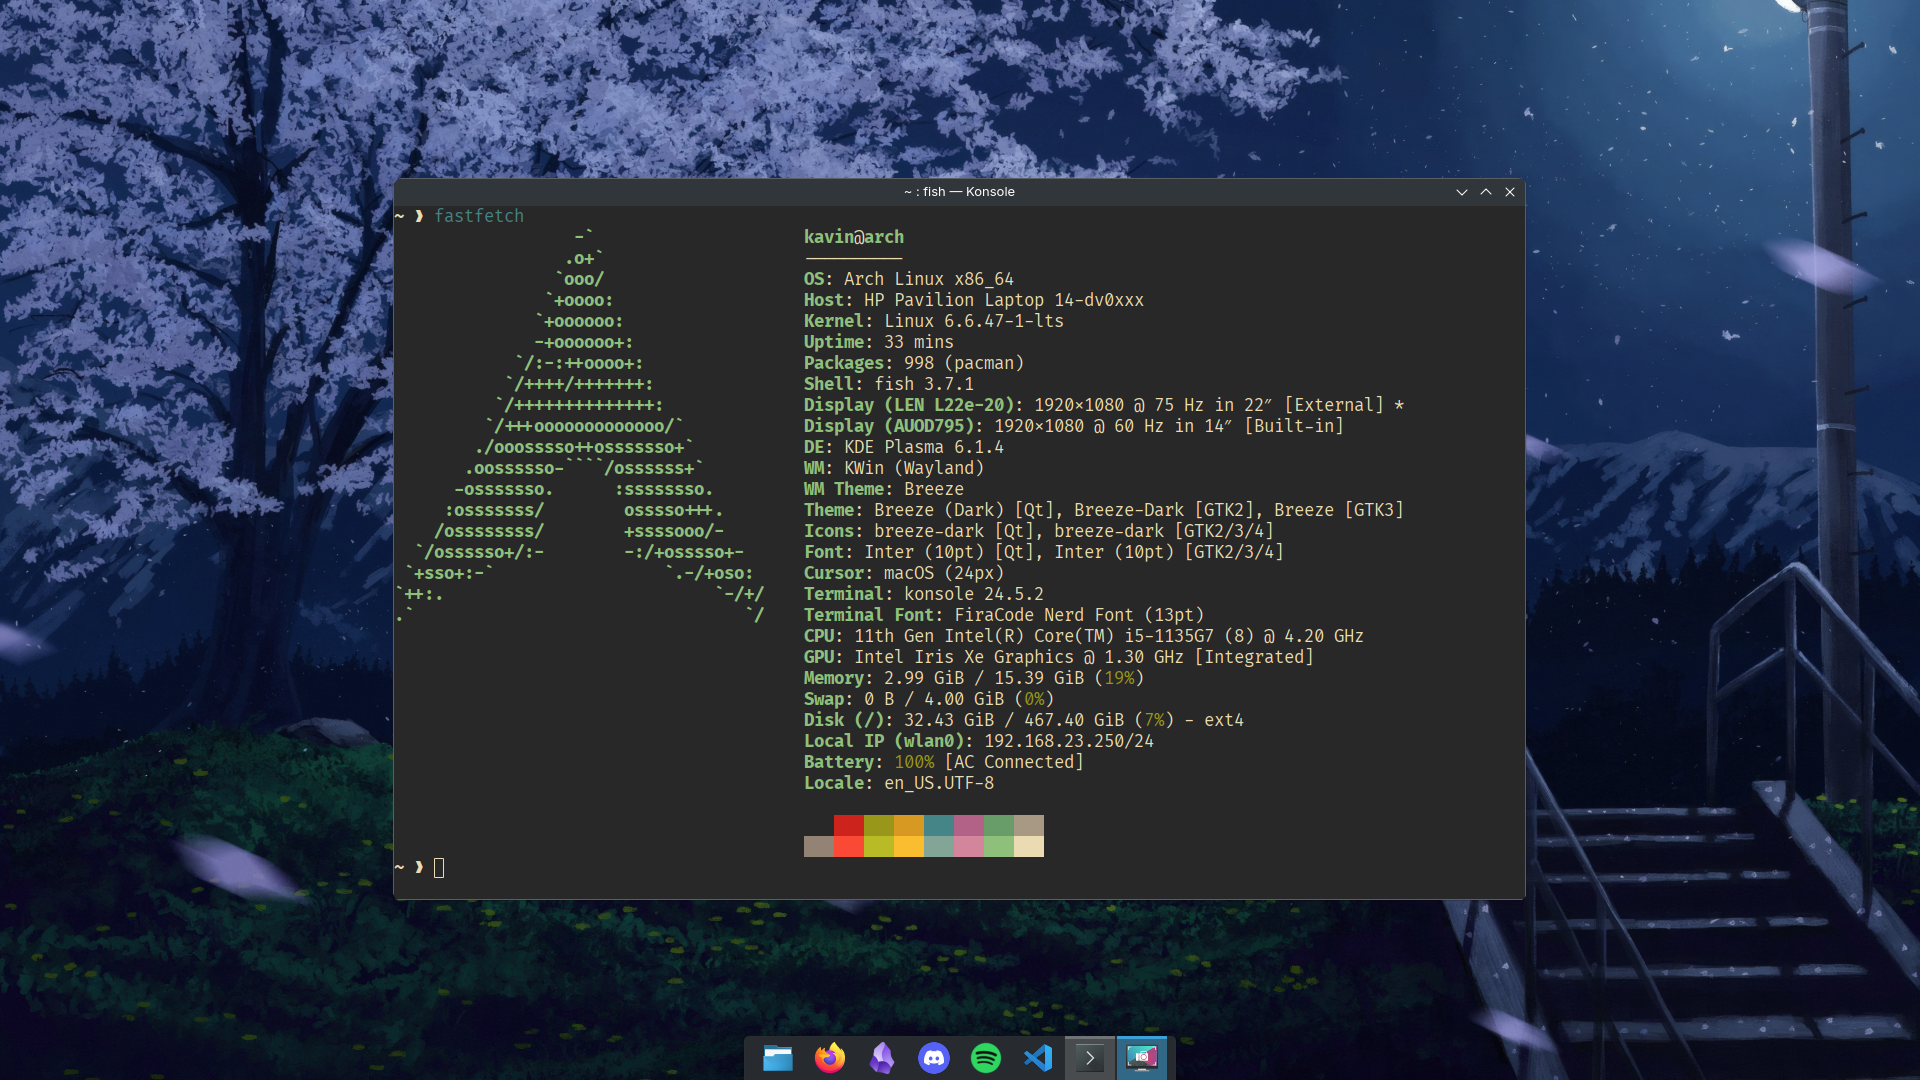 ~ : fish — Konsole
~ ❱ fastfetch
-`
.o+`
`ooo/
`+oooo:
`+oooooo:
-+oooooo+:
`/:-:++oooo+:
`/++++/+++++++:
`/++++++++++++++:
`/+++ooooooooooooo/`
./ooosssso++osssssso+`
.oossssso-````/ossssss+`
-osssssso.      :ssssssso.
:osssssss/        osssso+++.
/ossssssss/        +ssssooo/-
`/ossssso+/:-        -:/+osssso+-
`+sso+:-`                 `.-/+oso:
`++:.                           `-/+/
.`                                 `/
kavin@arch
----------
OS: Arch Linux x86_64
Host: HP Pavilion Laptop 14-dv0xxx
Kernel: Linux 6.6.47-1-lts
Uptime: 33 mins
Packages: 998 (pacman)
Shell: fish 3.7.1
Display (LEN L22e-20): 1920×1080 @ 75 Hz in 22″ [External] *
Display (AUOD795): 1920×1080 @ 60 Hz in 14″ [Built-in]
DE: KDE Plasma 6.1.4
WM: KWin (Wayland)
WM Theme: Breeze
Theme: Breeze (Dark) [Qt], Breeze-Dark [GTK2], Breeze [GTK3]
Icons: breeze-dark [Qt], breeze-dark [GTK2/3/4]
Font: Inter (10pt) [Qt], Inter (10pt) [GTK2/3/4]
Cursor: macOS (24px)
Terminal: konsole 24.5.2
Terminal Font: FiraCode Nerd Font (13pt)
CPU: 11th Gen Intel(R) Core(TM) i5-1135G7 (8) @ 4.20 GHz
GPU: Intel Iris Xe Graphics @ 1.30 GHz [Integrated]
Memory: 2.99 GiB / 15.39 GiB (19%)
Swap: 0 B / 4.00 GiB (0%)
Disk (/): 32.43 GiB / 467.40 GiB (7%) - ext4
Local IP (wlan0): 192.168.23.250/24
Battery: 100% [AC Connected]
Locale: en_US.UTF-8
~ ❱